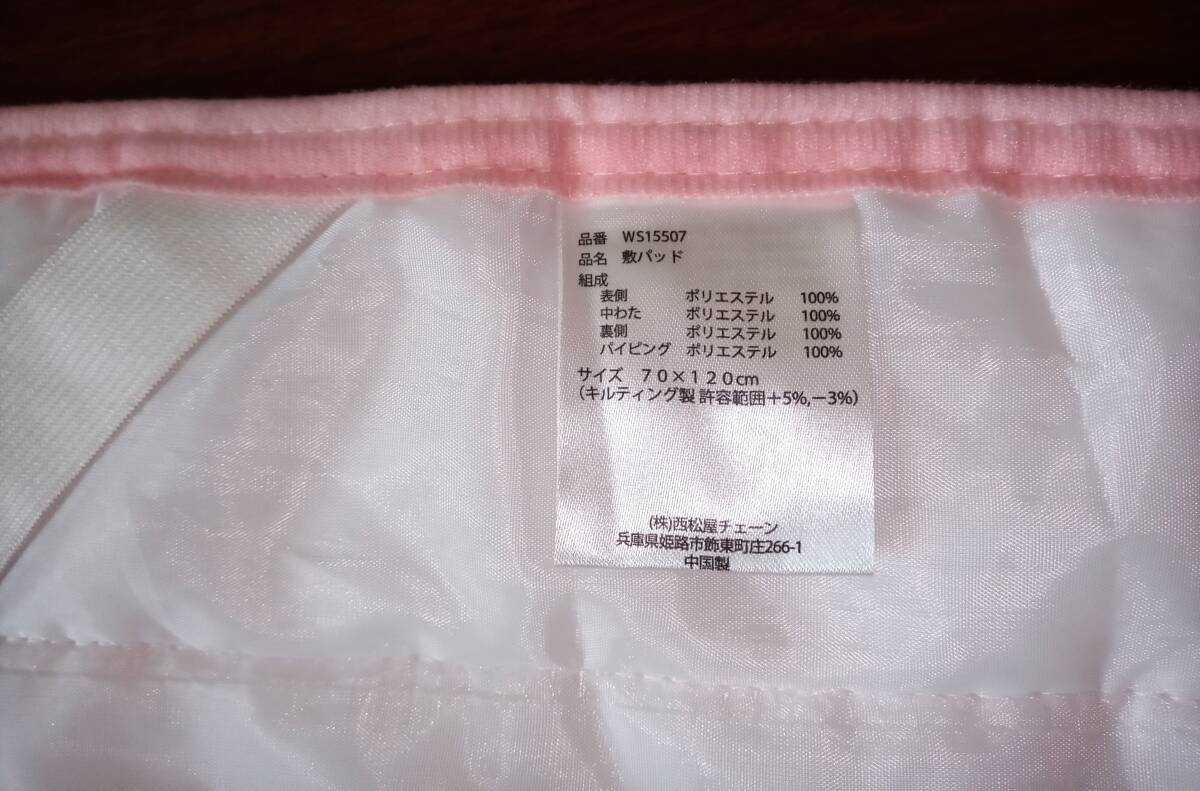 品番 WS15507
品名 敷パッド
組成
表側 ポリエステル 100%
中わた ポリエステル 100%
裏側 ポリエステル 100%
パイピング ポリエステル 100%
サイズ 70×120cm
(キルティング製 許容範囲+5%,−3%)
(株)西松屋チェーン
兵庫県姫路市飾東町庄266-1
中国製